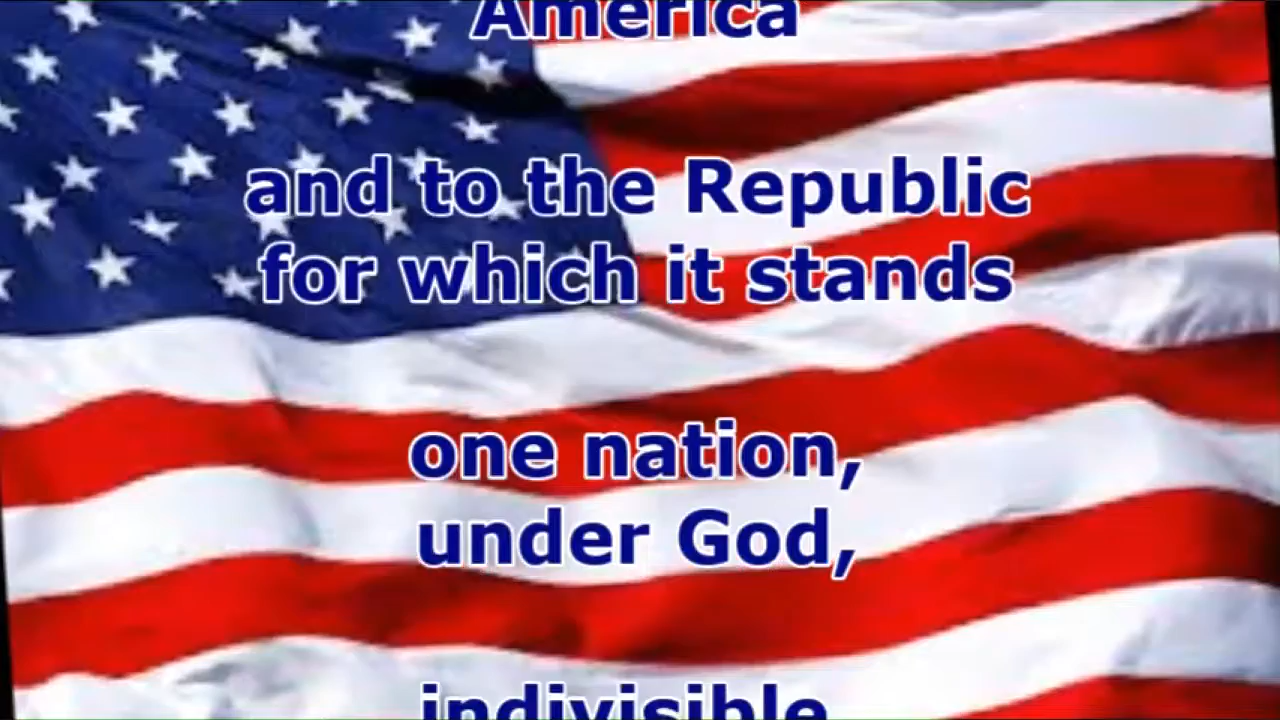 America
and to the Republic
for which it stands
one nation,
under God,
indivisible